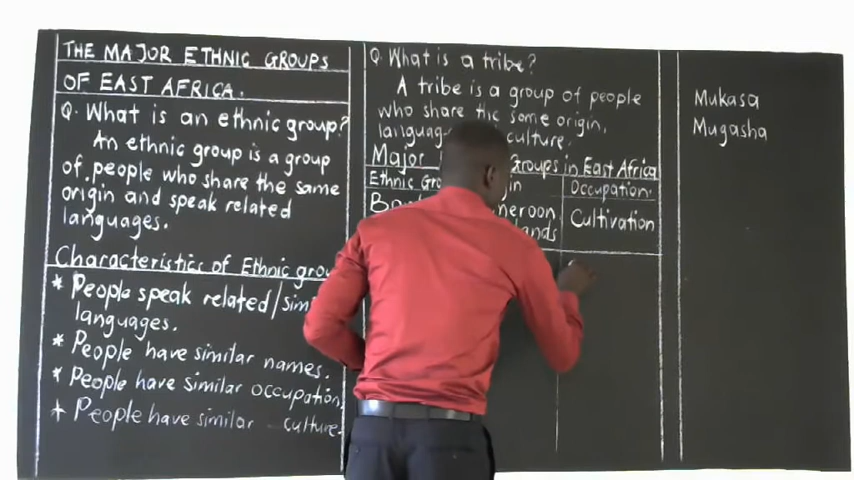 THE MAJOR ETHNIC GROUPS
OF EAST AFRICA.
Q. What is an ethnic group?
An ethnic group is a group
of people who share the same
origin and speak related
languages.
Characteristics of Ethnic
* People speak related/
languages.
* People have similar names.
* People have similar occupation.
* People have similar culture.
Q. What is a tribe?
A tribe is a group of people
who share the same origin,
culture.
Major Groups in East Africa
Ethnic Occupation.
Cultivation
Mukasa
Mugasha